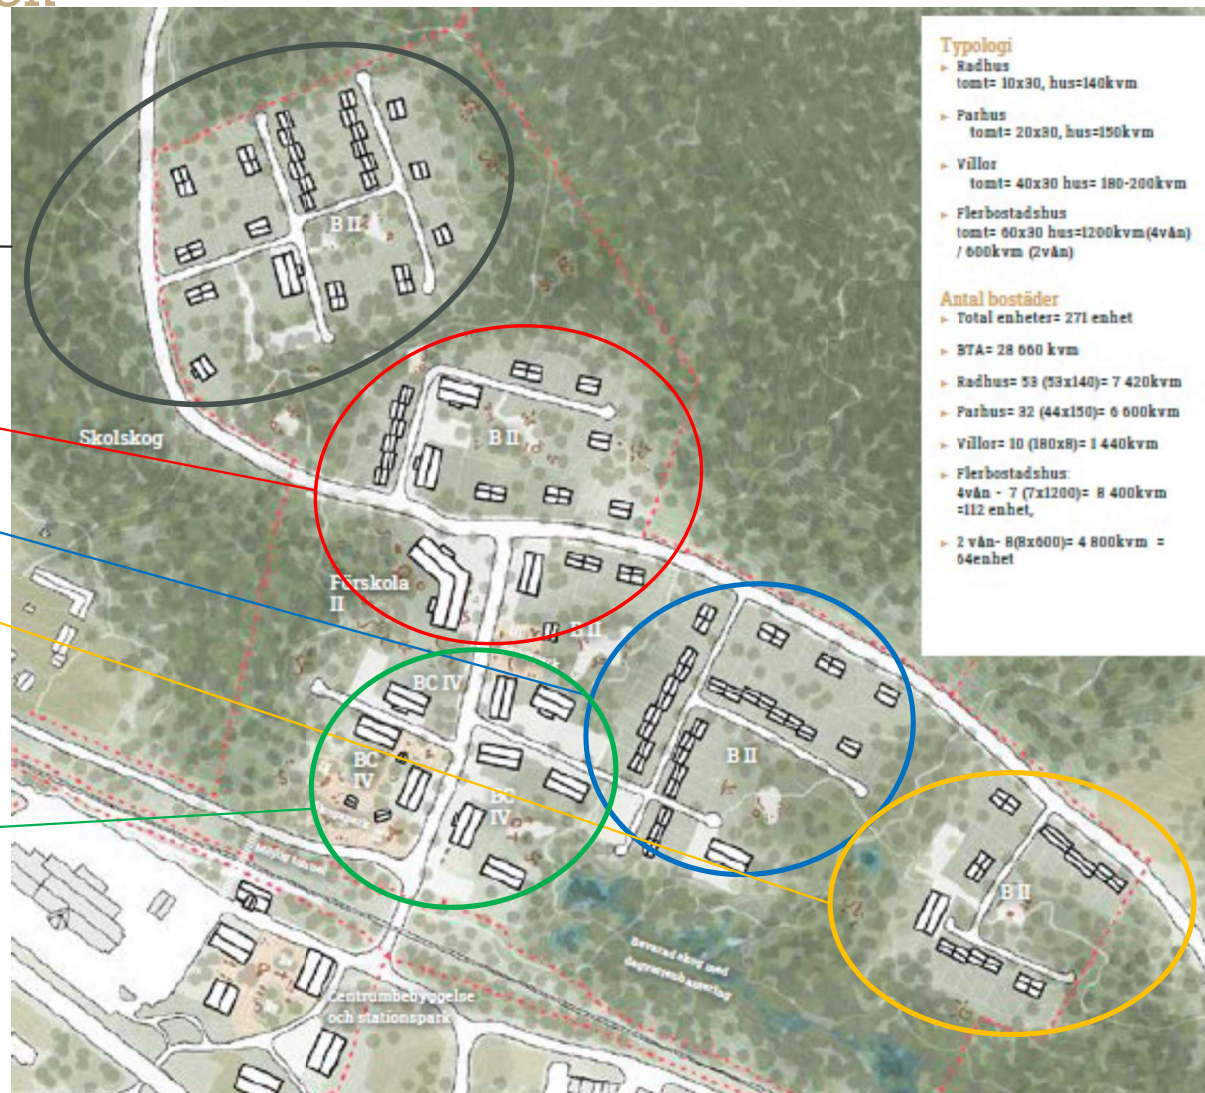 Typologi
▸ Radhus
tomt= 10x30, hus=140kvm
▸ Parhus
tomt= 20x30, hus=150kvm
▸ Villor
tomt= 40x30 hus= 180-200kvm
▸ Flerbostadshus
tomt= 60x30 hus=1200kvm(4vån)
/ 600kvm (2vån)
Antal bostäder
▸ Total enheter= 271 enhet
▸ BTA= 28 660 kvm
▸ Radhus= 53 (53x140)= 7 420kvm
▸ Parhus= 32 (44x150)= 6 600kvm
▸ Villor= 10 (180x8)= 1 440kvm
▸ Flerbostadshus:
4vån - 7 (7x1200)= 8 400kvm
=112 enhet,
▸ 2 vån- 8(8x600)= 4 800kvm =
64enhet
B II
Skolskog
B II
Förskola
II
B II
BC IV
BC
IV
BC
IV
B II
B II
Bevarad skog med
dagvattenhantering
Centrumbebyggelse
och stationspark